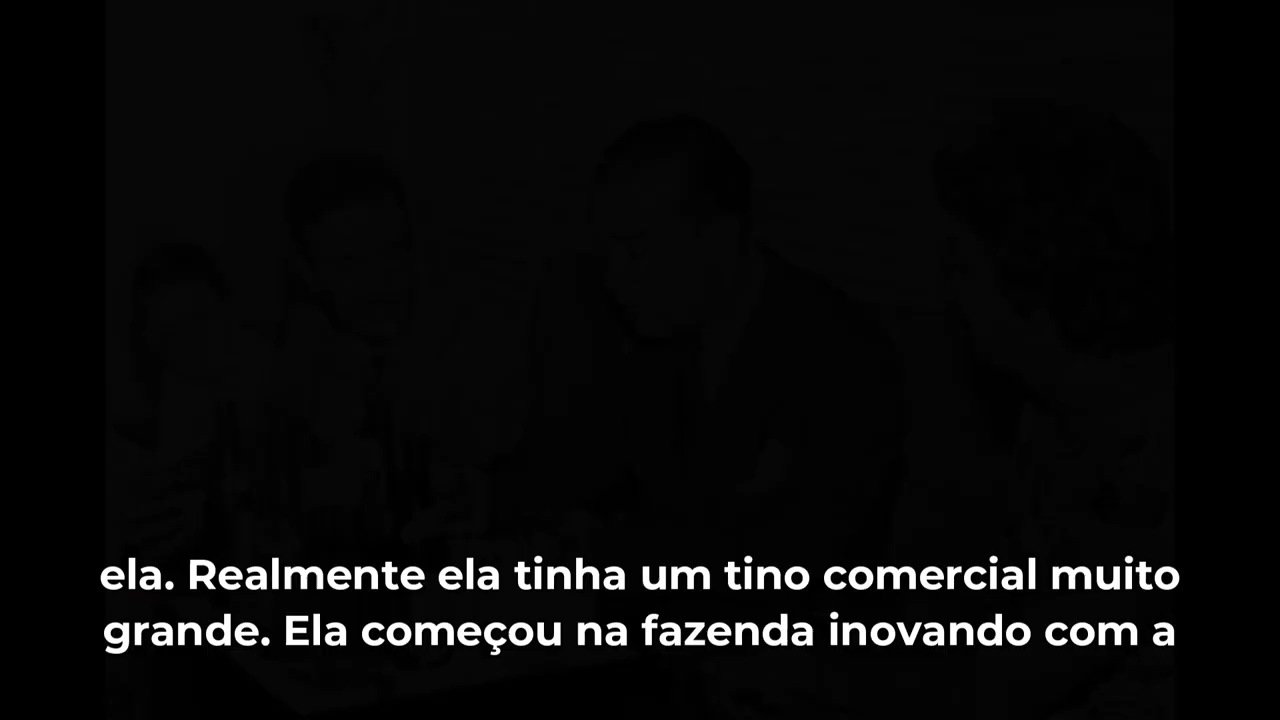 ela. Realmente ela tinha um tino comercial muito
grande. Ela começou na fazenda inovando com a